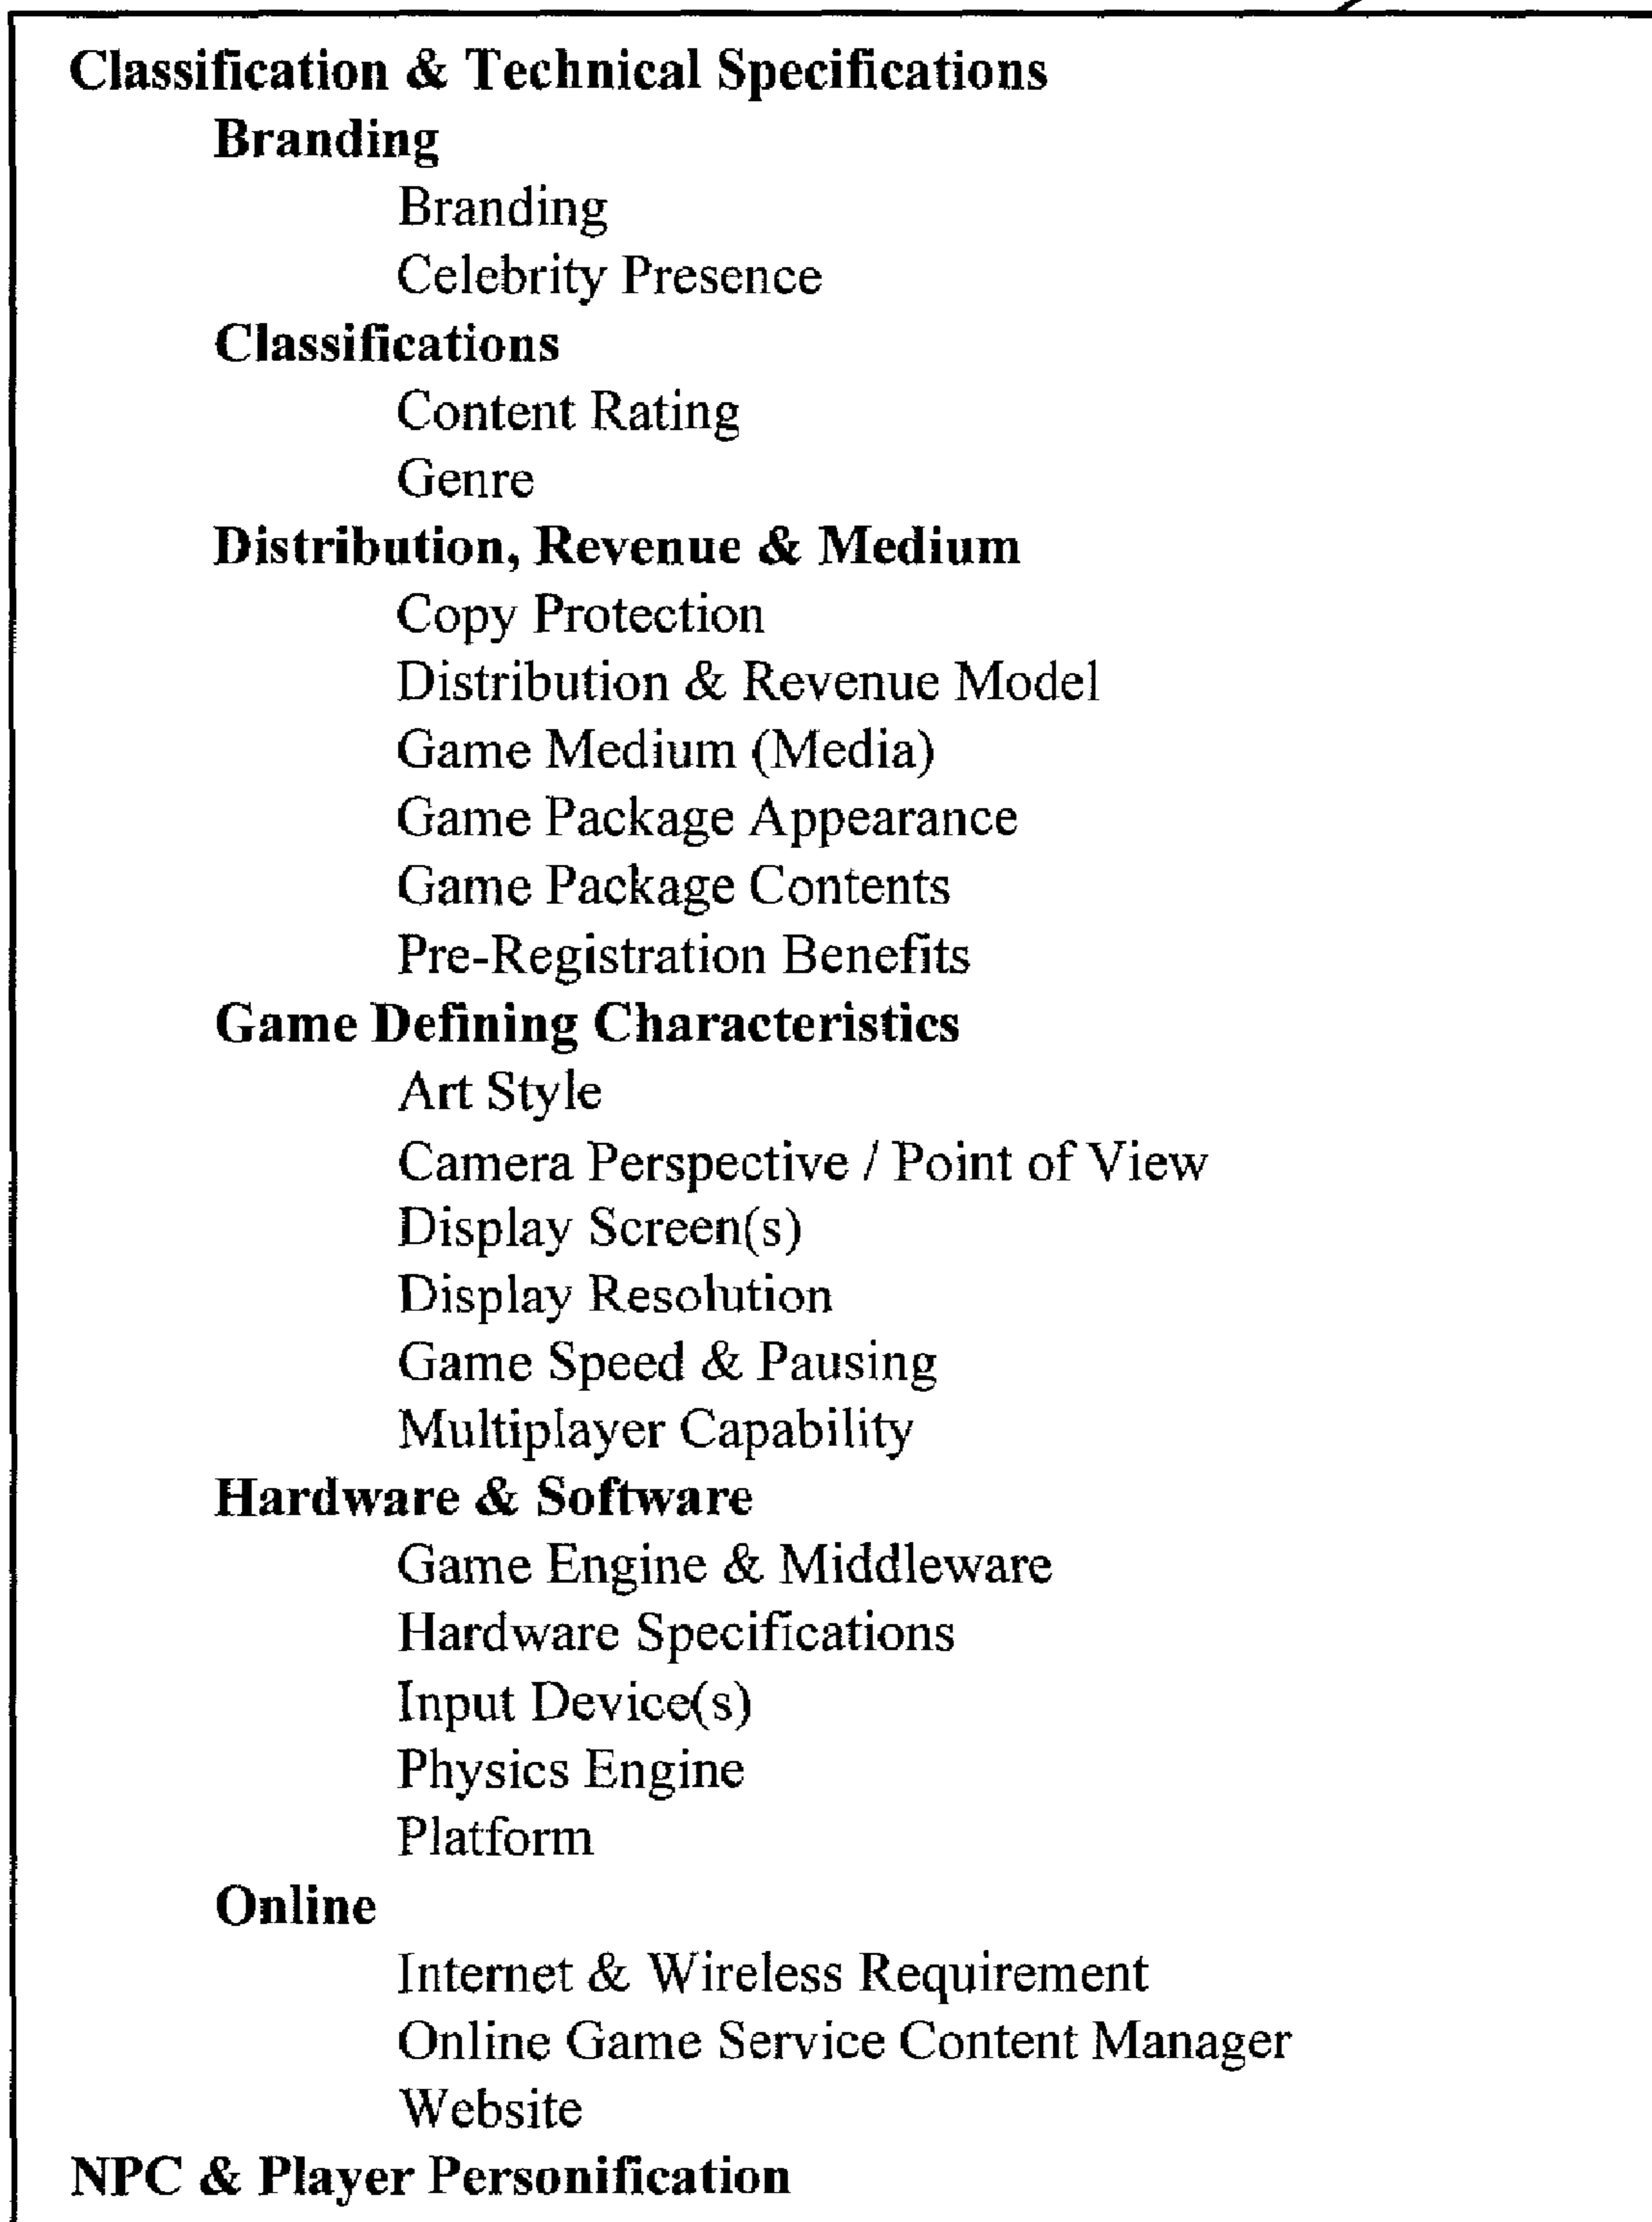 Classification & Technical Specifications
Branding
Branding
Celebrity Presence
Classifications
Content Rating
Genre
Distribution, Revenue & Medium
Copy Protection
Distribution & Revenue Model
Game Medium (Media)
Game Package Appearance
Game Package Contents
Pre-Registration Benefits
Game Defining Characteristics
Art Style
Camera Perspective / Point of View
Display Screen(s)
Display Resolution
Game Speed & Pausing
Multiplayer Capability
Hardware & Software
Game Engine & Middleware
Hardware Specifications
Input Device(s)
Physics Engine
Platform
Online
Internet & Wireless Requirement
Online Game Service Content Manager
Website
NPC & Player Personification